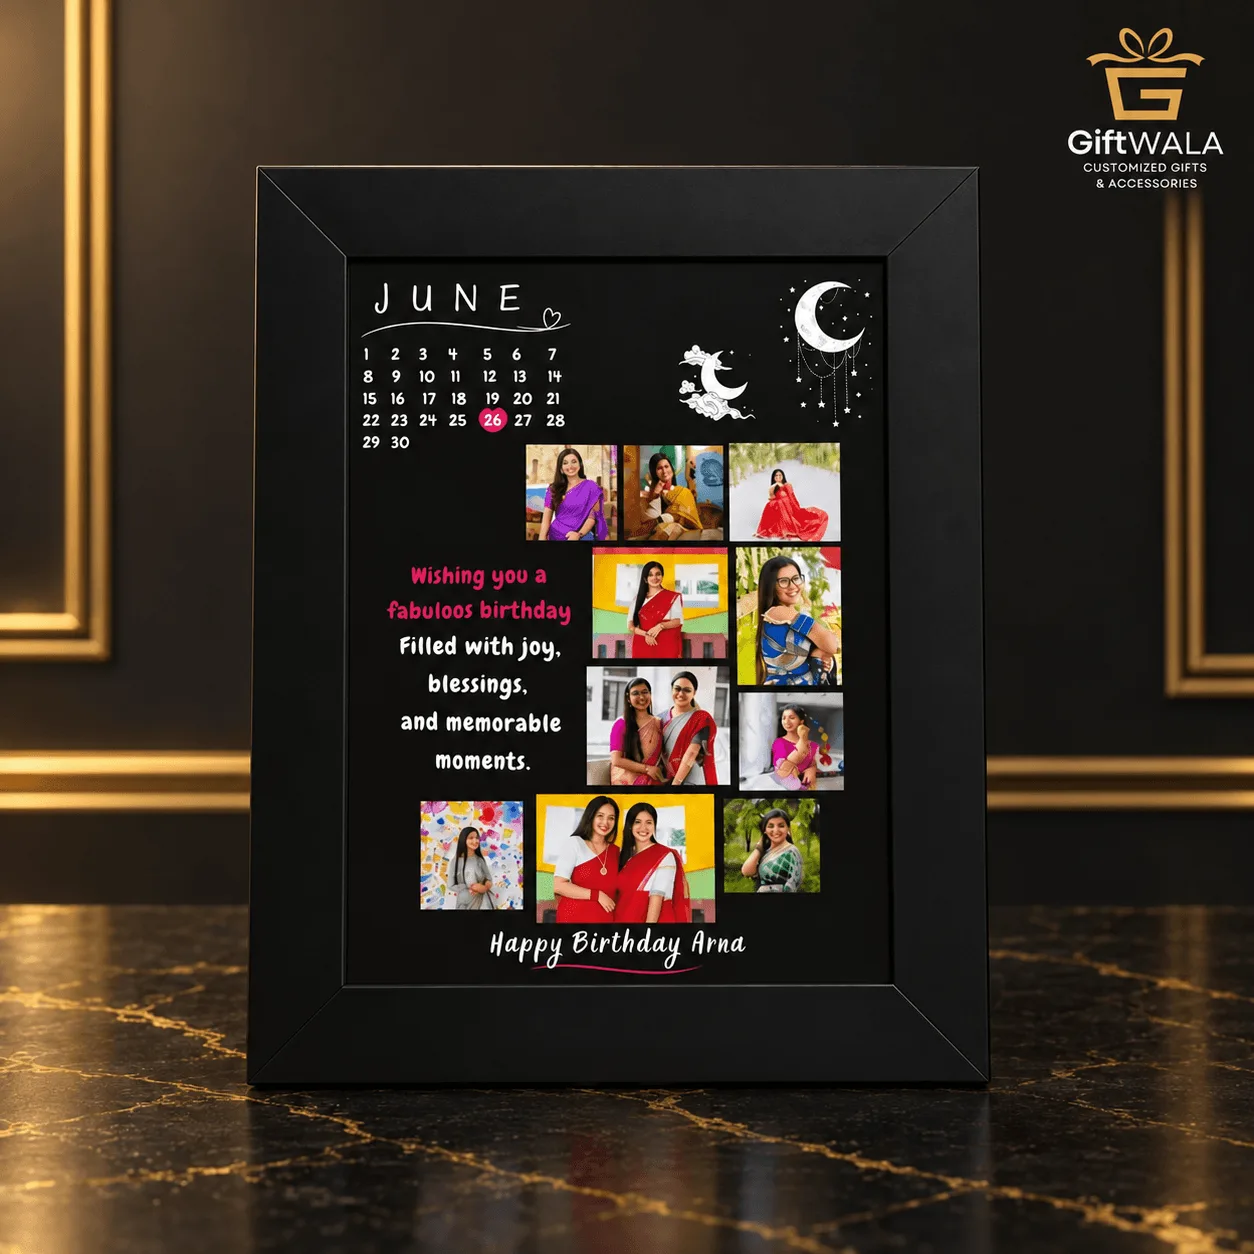 GiftWALA
CUSTOMIZED GIFTS
& ACCESSORIES
JUNE
1 2 3 4 5 6 7
8 9 10 11 12 13 14
15 16 17 18 19 20 21
22 23 24 25 26 27 28
29 30
Wishing you a
fabuloos birthday
Filled with joy,
blessings,
and memorable
moments.
Happy Birthday Arna